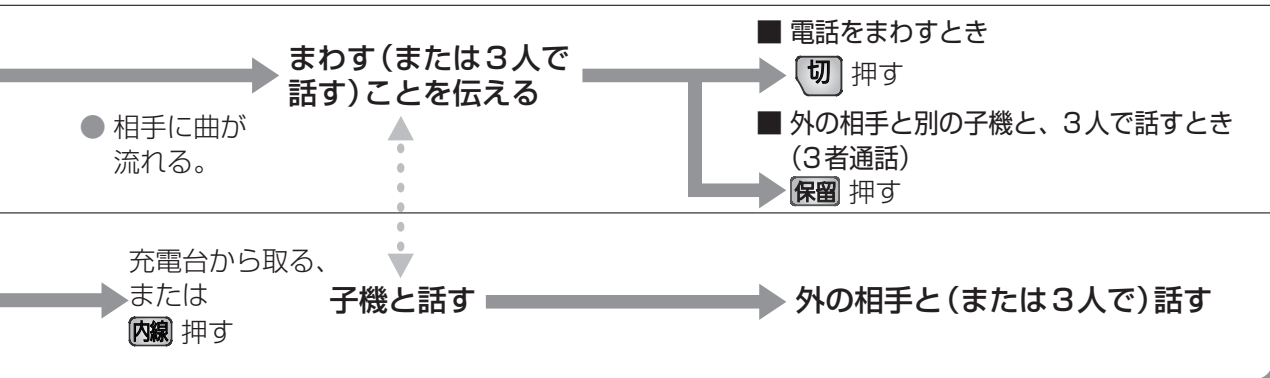 まわす(または3人で
話す)ことを伝える
● 相手に曲が
流れる。
■ 電話をまわすとき
切 押す
■ 外の相手と別の子機と、3人で話すとき
(3者通話)
保留 押す
充電台から取る、
または
内線 押す
子機と話す
外の相手と(または3人で)話す